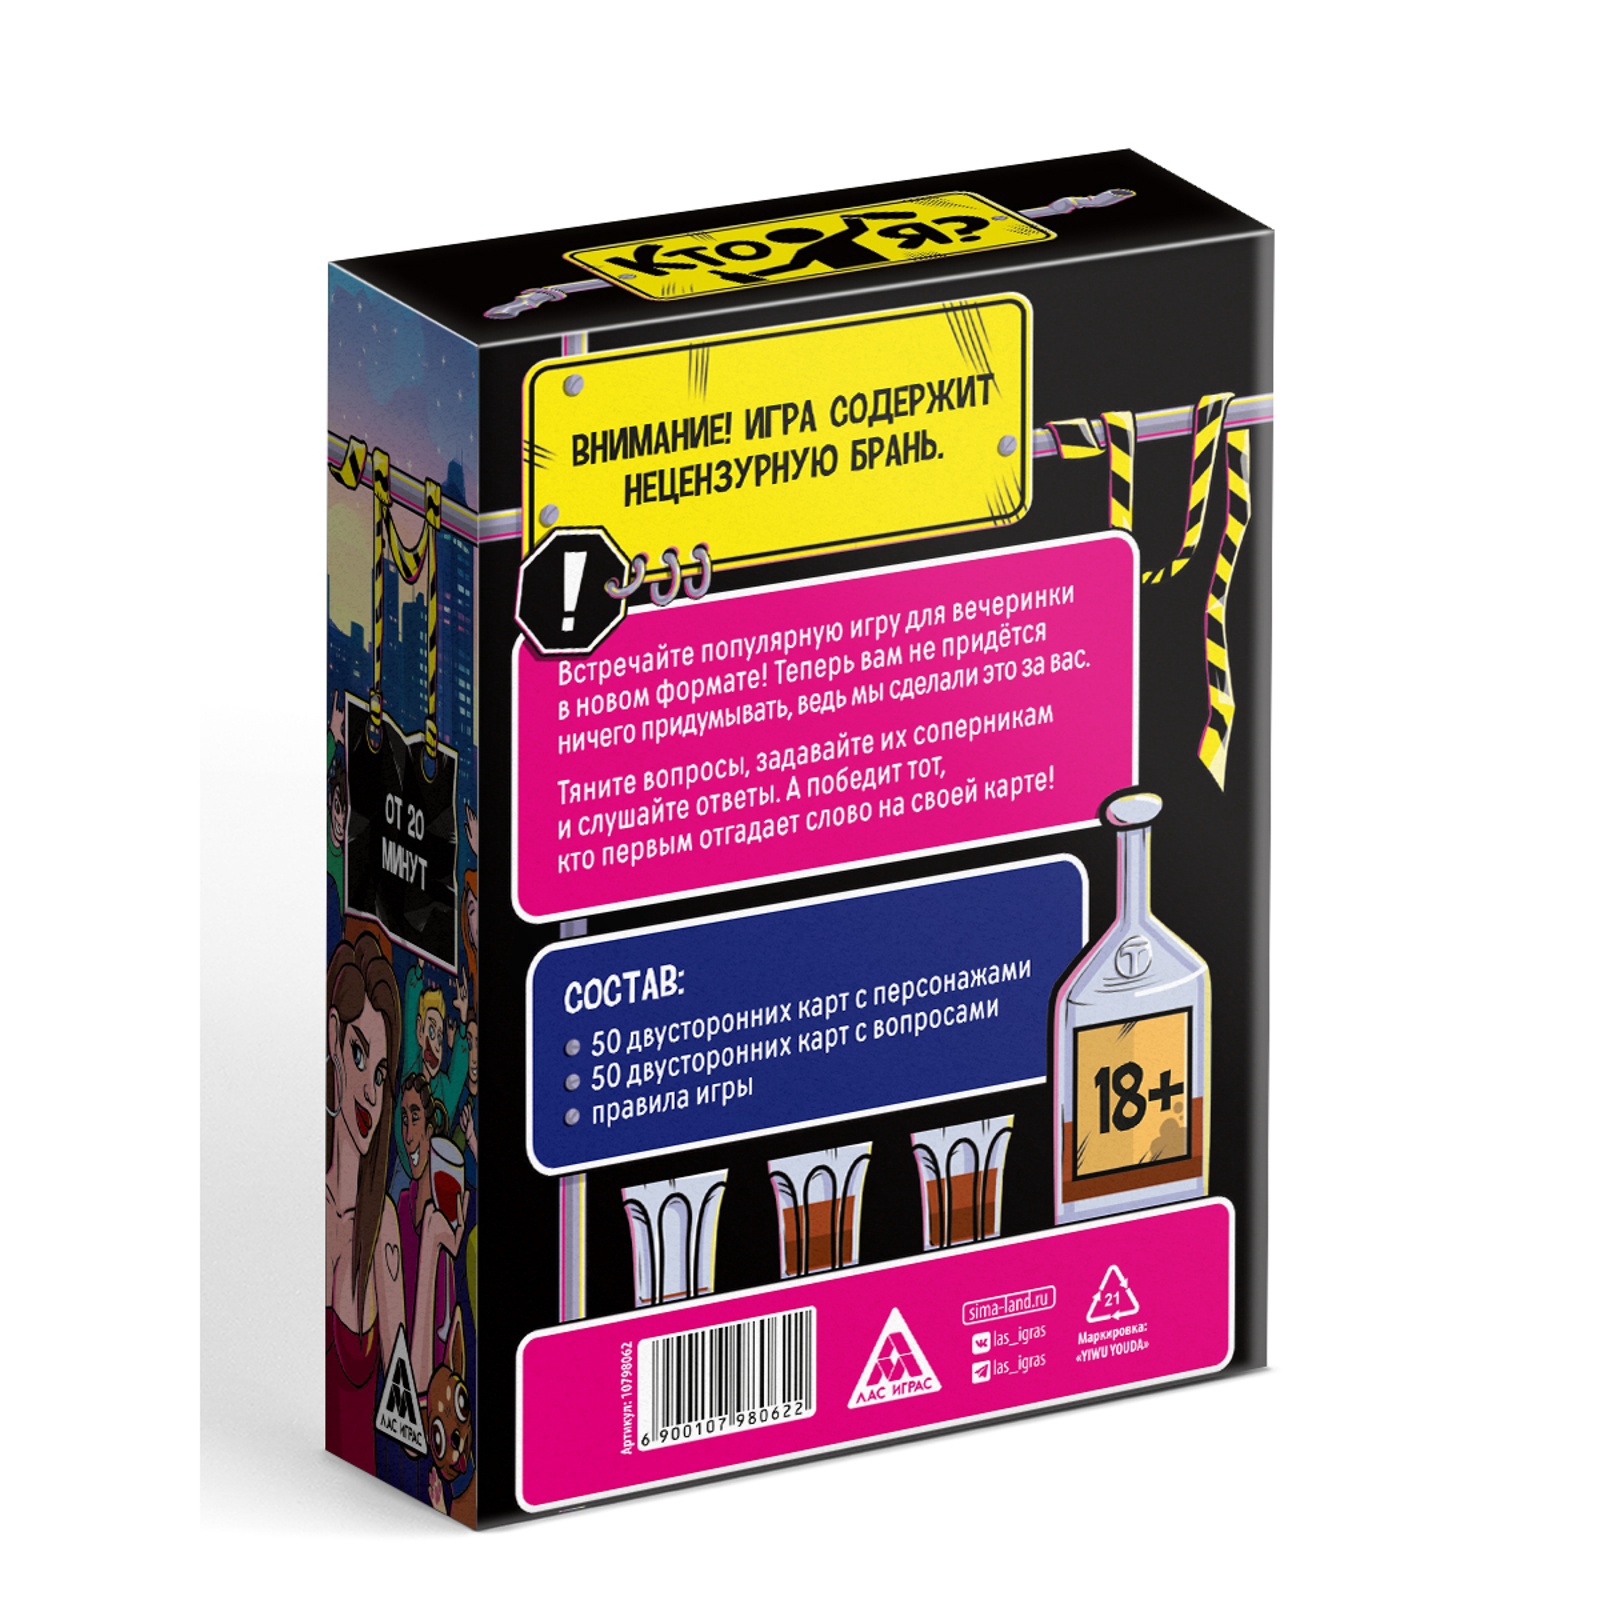 КТО Я?
ВНИМАНИЕ! ИГРА СОДЕРЖИТ
НЕЦЕНЗУРНУЮ БРАНЬ.
!
Встречайте популярную игру для вечеринки
в новом формате! Теперь вам не придётся
ничего придумывать, ведь мы сделали это за вас.
Тяните вопросы, задавайте их соперникам
и слушайте ответы. А победит тот,
кто первым отгадает слово на своей карте!
ОТ 20
МИНУТ
СОСТАВ:
50 двусторонних карт с персонажами
50 двусторонних карт с вопросами
правила игры
T
18+
Артикул: 10798062
6 900107 980622
ЛАС ИГРАС
sima-land.ru
las_igras
las_igras
21
Маркировка:
«YIWU YOUDA»
ЛАС ИГРАС